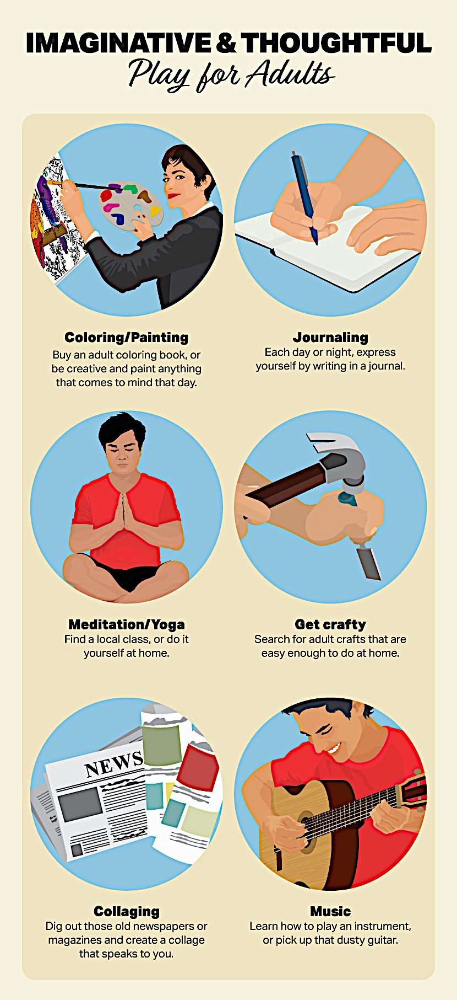 IMAGINATIVE & THOUGHTFUL
Play for Adults
Coloring/Painting
Buy an adult coloring book, or
be creative and paint anything
that comes to mind that day.
Journaling
Each day or night, express
yourself by writing in a journal.
Meditation/Yoga
Find a local class, or do it
yourself at home.
Get crafty
Search for adult crafts that are
easy enough to do at home.
NEWS
Collaging
Dig out those old newspapers or
magazines and create a collage
that speaks to you.
Music
Learn how to play an instrument,
or pick up that dusty guitar.